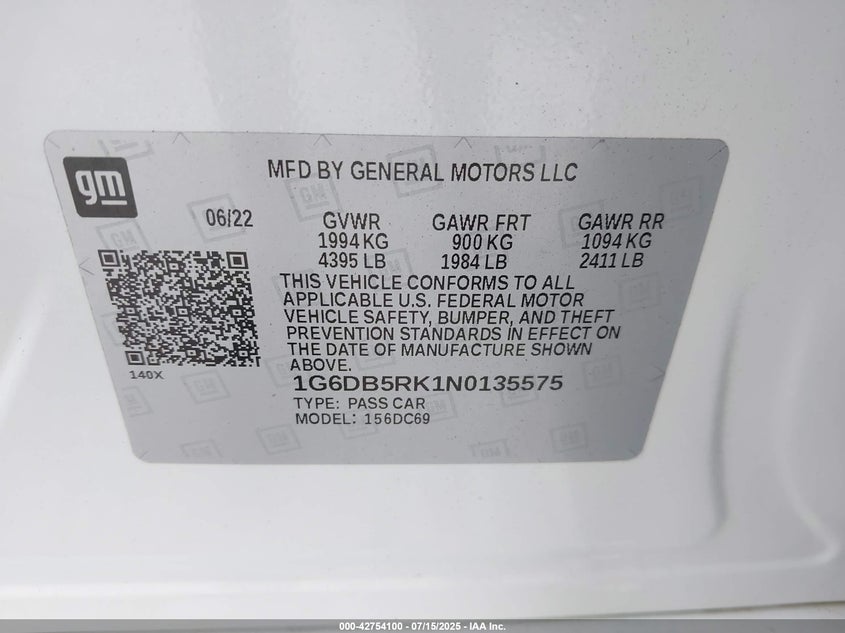 gm
MFD BY GENERAL MOTORS LLC
06/22 GVWR GAWR FRT GAWR RR
1994 KG 900 KG 1094 KG
4395 LB 1984 LB 2411 LB
THIS VEHICLE CONFORMS TO ALL
APPLICABLE U.S. FEDERAL MOTOR
VEHICLE SAFETY, BUMPER, AND THEFT
PREVENTION STANDARDS IN EFFECT ON
THE DATE OF MANUFACTURE SHOWN
ABOVE.
140X
1G6DB5RK1N0135575
TYPE: PASS CAR
MODEL: 156DC69
000-42754100 - 07/15/2025 - IAA Inc.